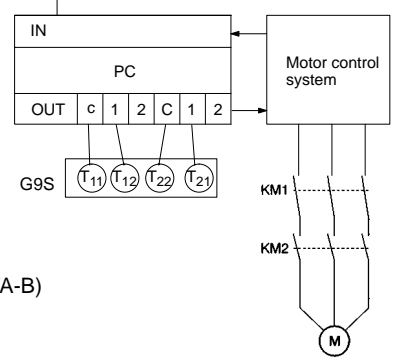 IN
PC
OUT c 1 2 C 1 2
Motor control
system
G9S T11 T12 T22 T21
KM1
KM2
A-B)
M